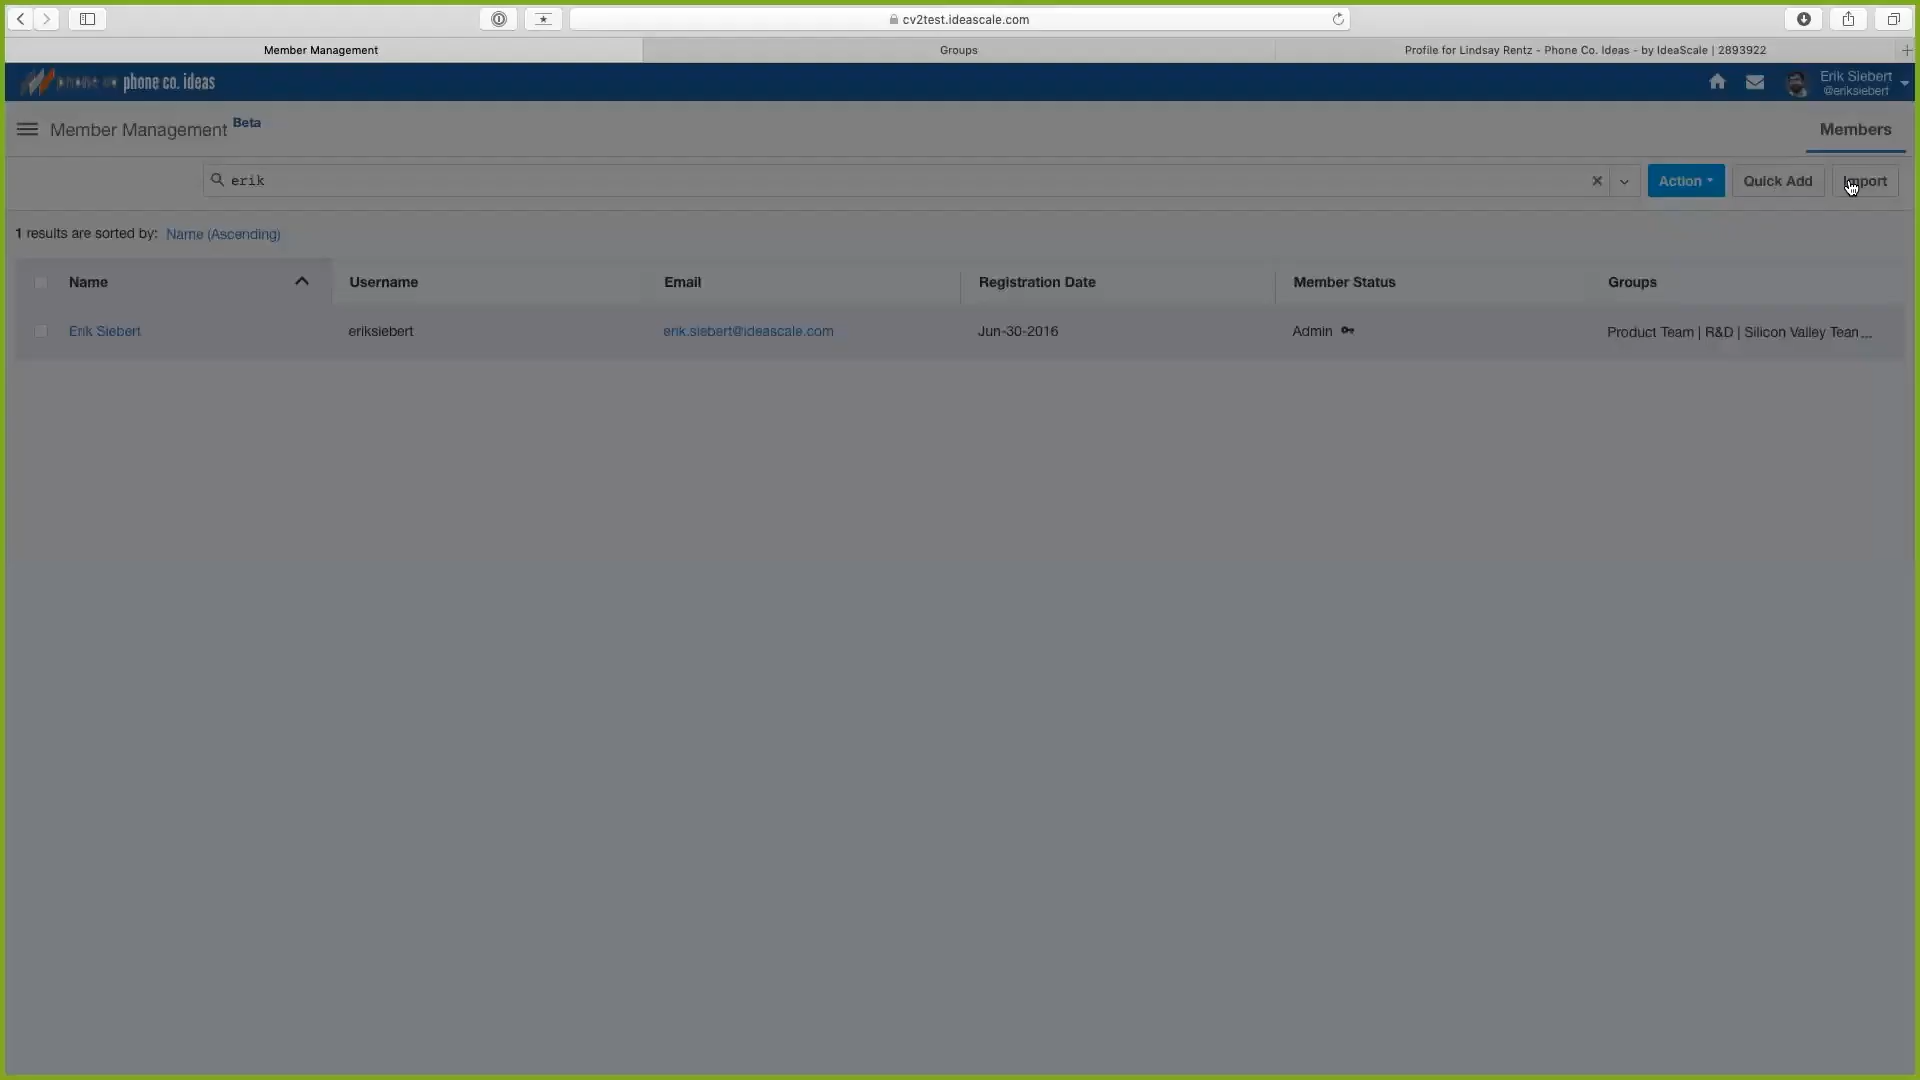 cv2test.ideascale.com
Member Management
Groups
Profile for Lindsay Rentz - Phone Co. Ideas - by IdeaScale | 2893922
phone co. ideas
Erik Siebert
@eriksiebert
Member Management Beta
Members
erik
Action
Quick Add
Import
1 results are sorted by: Name (Ascending)
Name
Username
Email
Registration Date
Member Status
Groups
Erik Siebert
eriksiebert
erik.siebert@ideascale.com
Jun-30-2016
Admin
Product Team | R&D | Silicon Valley Tean...